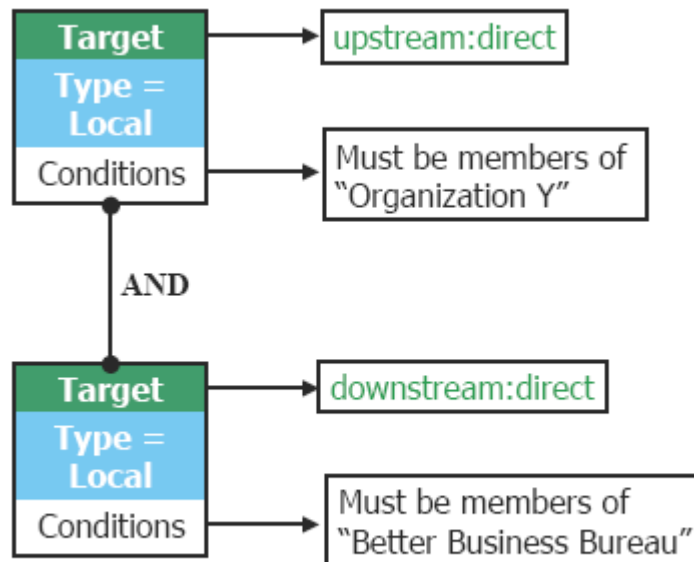 Target
upstream:direct
Type =
Local
Conditions
Must be members of
“Organization Y”
AND
Target
downstream:direct
Type =
Local
Conditions
Must be members of
“Better Business Bureau”